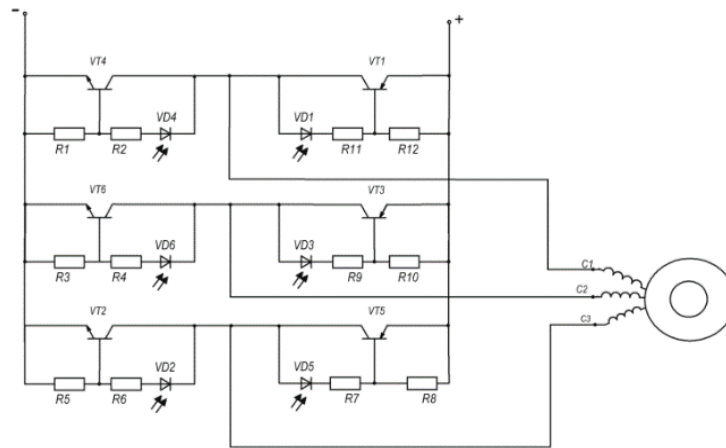 -
+
VT4
VT1
VD4
VD1
R1
R2
R11
R12
VT6
VT3
VD6
VD3
R3
R4
R9
R10
C1
C2
C3
VT2
VT5
VD2
VD5
R5
R6
R7
R8